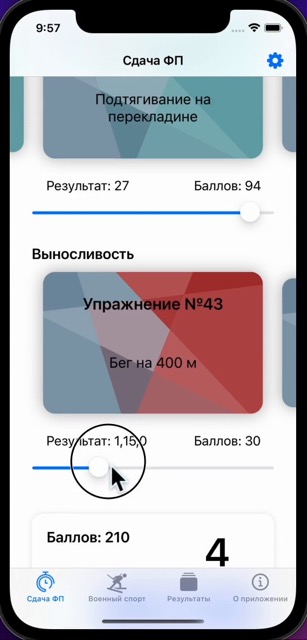 9:57
Сдача ФП
Подтягивание на
перекладине
Результат: 27
Баллов: 94
Выносливость
Упражнение №43
Бег на 400 м
Результат: 1,15,0
Баллов: 30
Баллов: 210
4
Сдача ФП
Военный спорт
Результаты
О приложении